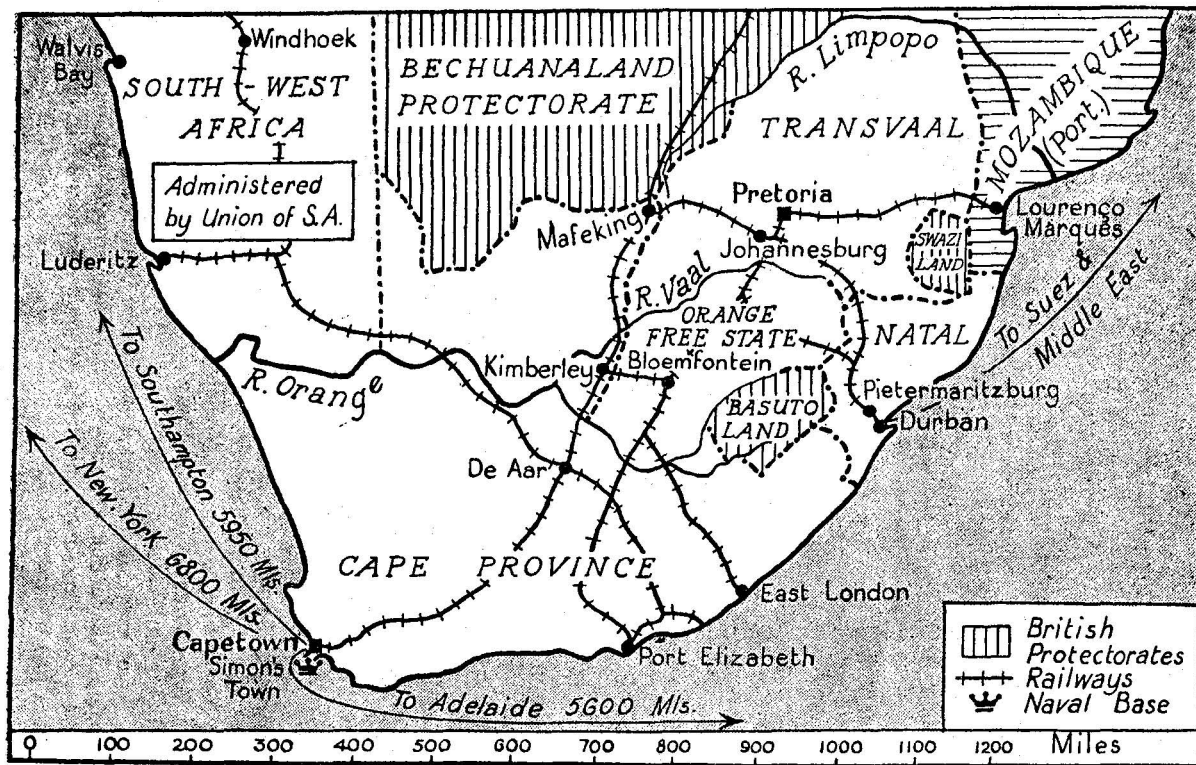 Walvis
Bay
Windhoek
SOUTH-WEST
AFRICA
Administered
by Union of S.A.
BECHUANALAND
PROTECTORATE
R. Limpopo
TRANSVAAL
MOZAMBIQUE
(Port.)
Pretoria
Mafeking
Johannesburg
Lourenco
Marques
SWAZI
LAND
Luderitz
R. Vaal
ORANGE
FREE STATE
NATAL
To Suez &
Middle East
R. Orange
Kimberley
Bloemfontein
Pietermaritzburg
Durban
BASUTO
LAND
De Aar
To Southampton 5950 Mls.
To New York 6800 Mls.
CAPE PROVINCE
East London
Capetown
Simon's
Town
Port Elizabeth
To Adelaide 5600 Mls.
British
Protectorates
Railways
Naval Base
0 100 200 300 400 500 600 700 800 900 1000 1100 1200 Miles